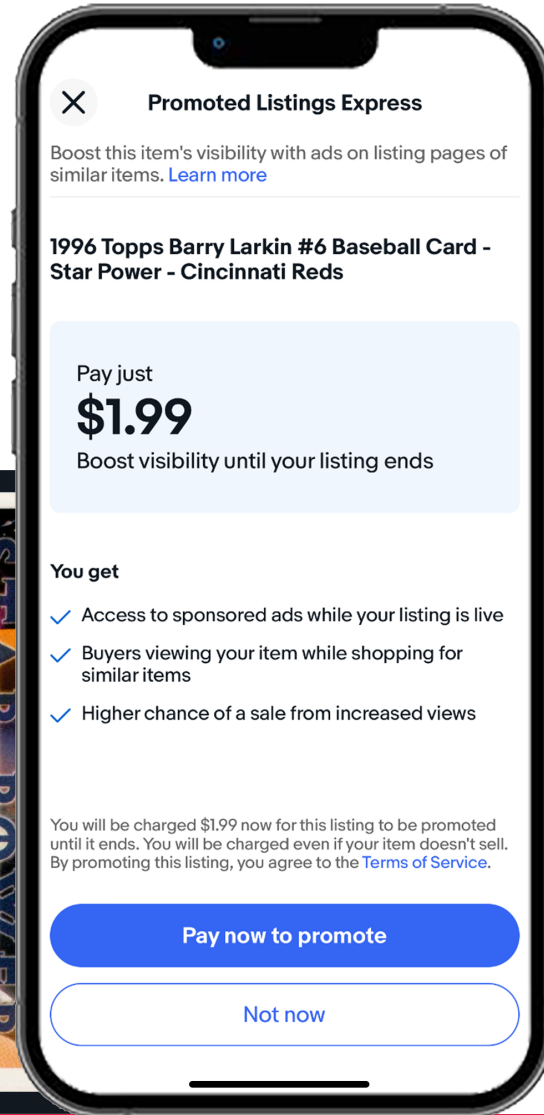 Promoted Listings Express
Boost this item's visibility with ads on listing pages of
similar items. Learn more
1996 Topps Barry Larkin #6 Baseball Card -
Star Power - Cincinnati Reds
Pay just
$1.99
Boost visibility until your listing ends
You get
Access to sponsored ads while your listing is live
Buyers viewing your item while shopping for
similar items
Higher chance of a sale from increased views
You will be charged $1.99 now for this listing to be promoted
until it ends. You will be charged even if your item doesn't sell.
By promoting this listing, you agree to the Terms of Service.
Pay now to promote
Not now